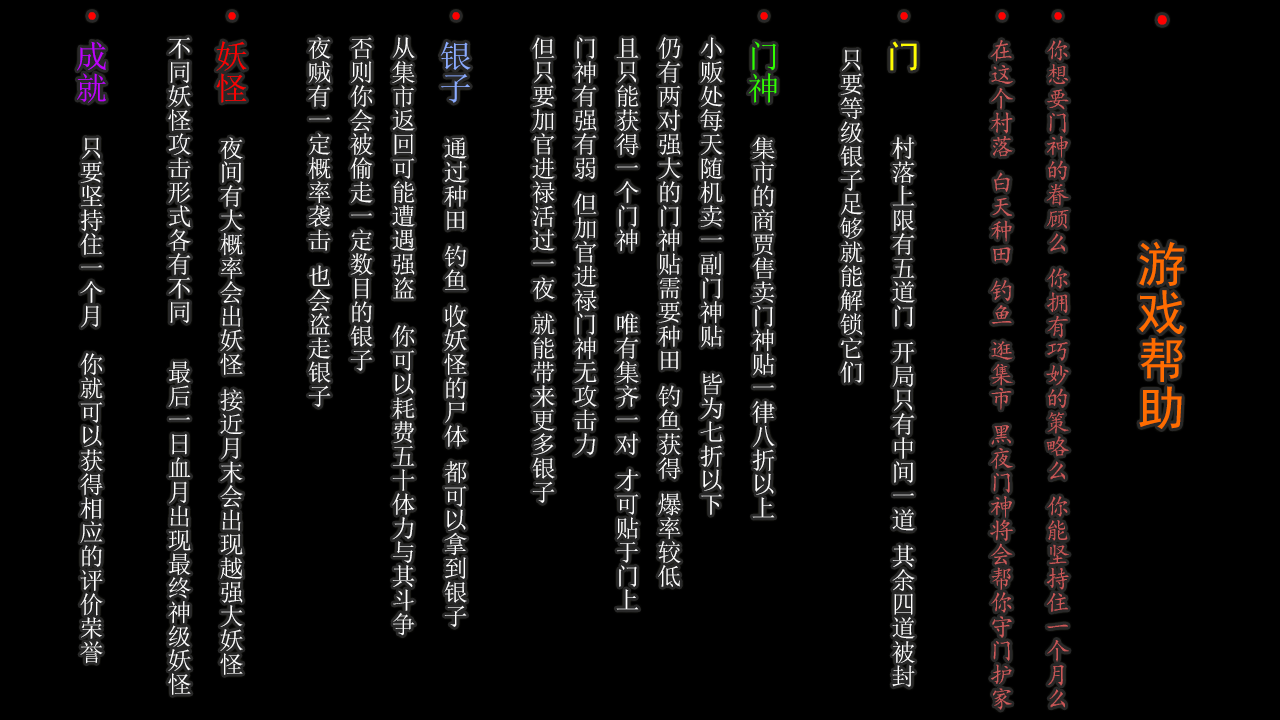 游戏帮助
你想要门神的眷顾么 你拥有巧妙的策略么 你能坚持住一个月么
在这个村落 白天种田 钓鱼 逛集市 黑夜门神将会帮你守门护家
门 村落上限有五道门 开局只有中间一道 其余四道被封
只要等级银子足够就能解锁它们
门神 集市的商贾售卖门神贴一律八折以上
小贩处每天随机卖一副门神贴 皆为七折以下
仍有两对强大的门神贴需要种田 钓鱼获得 爆率较低
且只能获得一个门神 唯有集齐一对 才可贴于门上
门神有强有弱 但加官进禄门神无攻击力
但只要加官进禄活过一夜 就能带来更多银子
银子 通过种田 钓鱼 收妖怪的尸体 都可以拿到银子
从集市返回可能遭遇强盗 你可以耗费五十体力与其斗争
否则你会被偷走一定数目的银子
夜贼有一定概率袭击 也会盗走银子
妖怪 夜间有大概率会出妖怪 接近月末会出现越强大妖怪
不同妖怪攻击形式各有不同 最后一日血月出现最终神级妖怪
成就 只要坚持住一个月 你就可以获得相应的评价荣誉